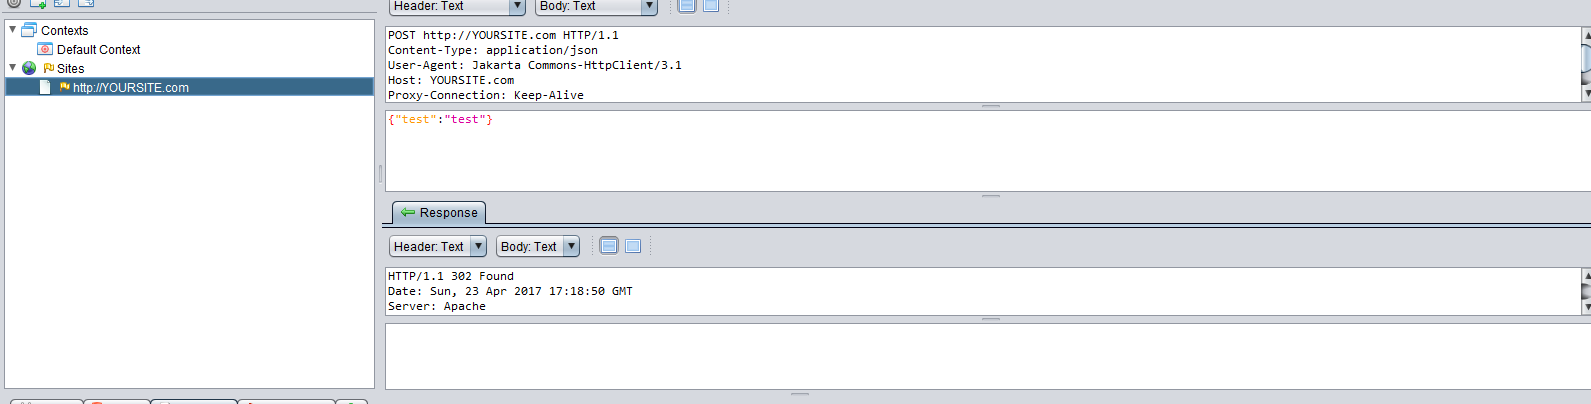 Header: Text
Body: Text
Contexts
Default Context
Sites
http://YOURSITE.com
POST http://YOURSITE.com HTTP/1.1
Content-Type: application/json
User-Agent: Jakarta Commons-HttpClient/3.1
Host: YOURSITE.com
Proxy-Connection: Keep-Alive
{"test":"test"}
Response
Header: Text
Body: Text
HTTP/1.1 302 Found
Date: Sun, 23 Apr 2017 17:18:50 GMT
Server: Apache